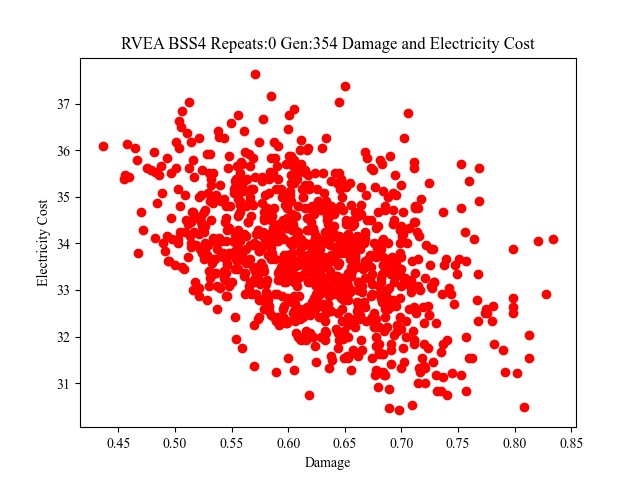 RVEA BSS4 Repeats:0 Gen:354 Damage and Electricity Cost
37
36
35
34
33
32
31
Electricity Cost
0.45 0.50 0.55 0.60 0.65 0.70 0.75 0.80 0.85
Damage